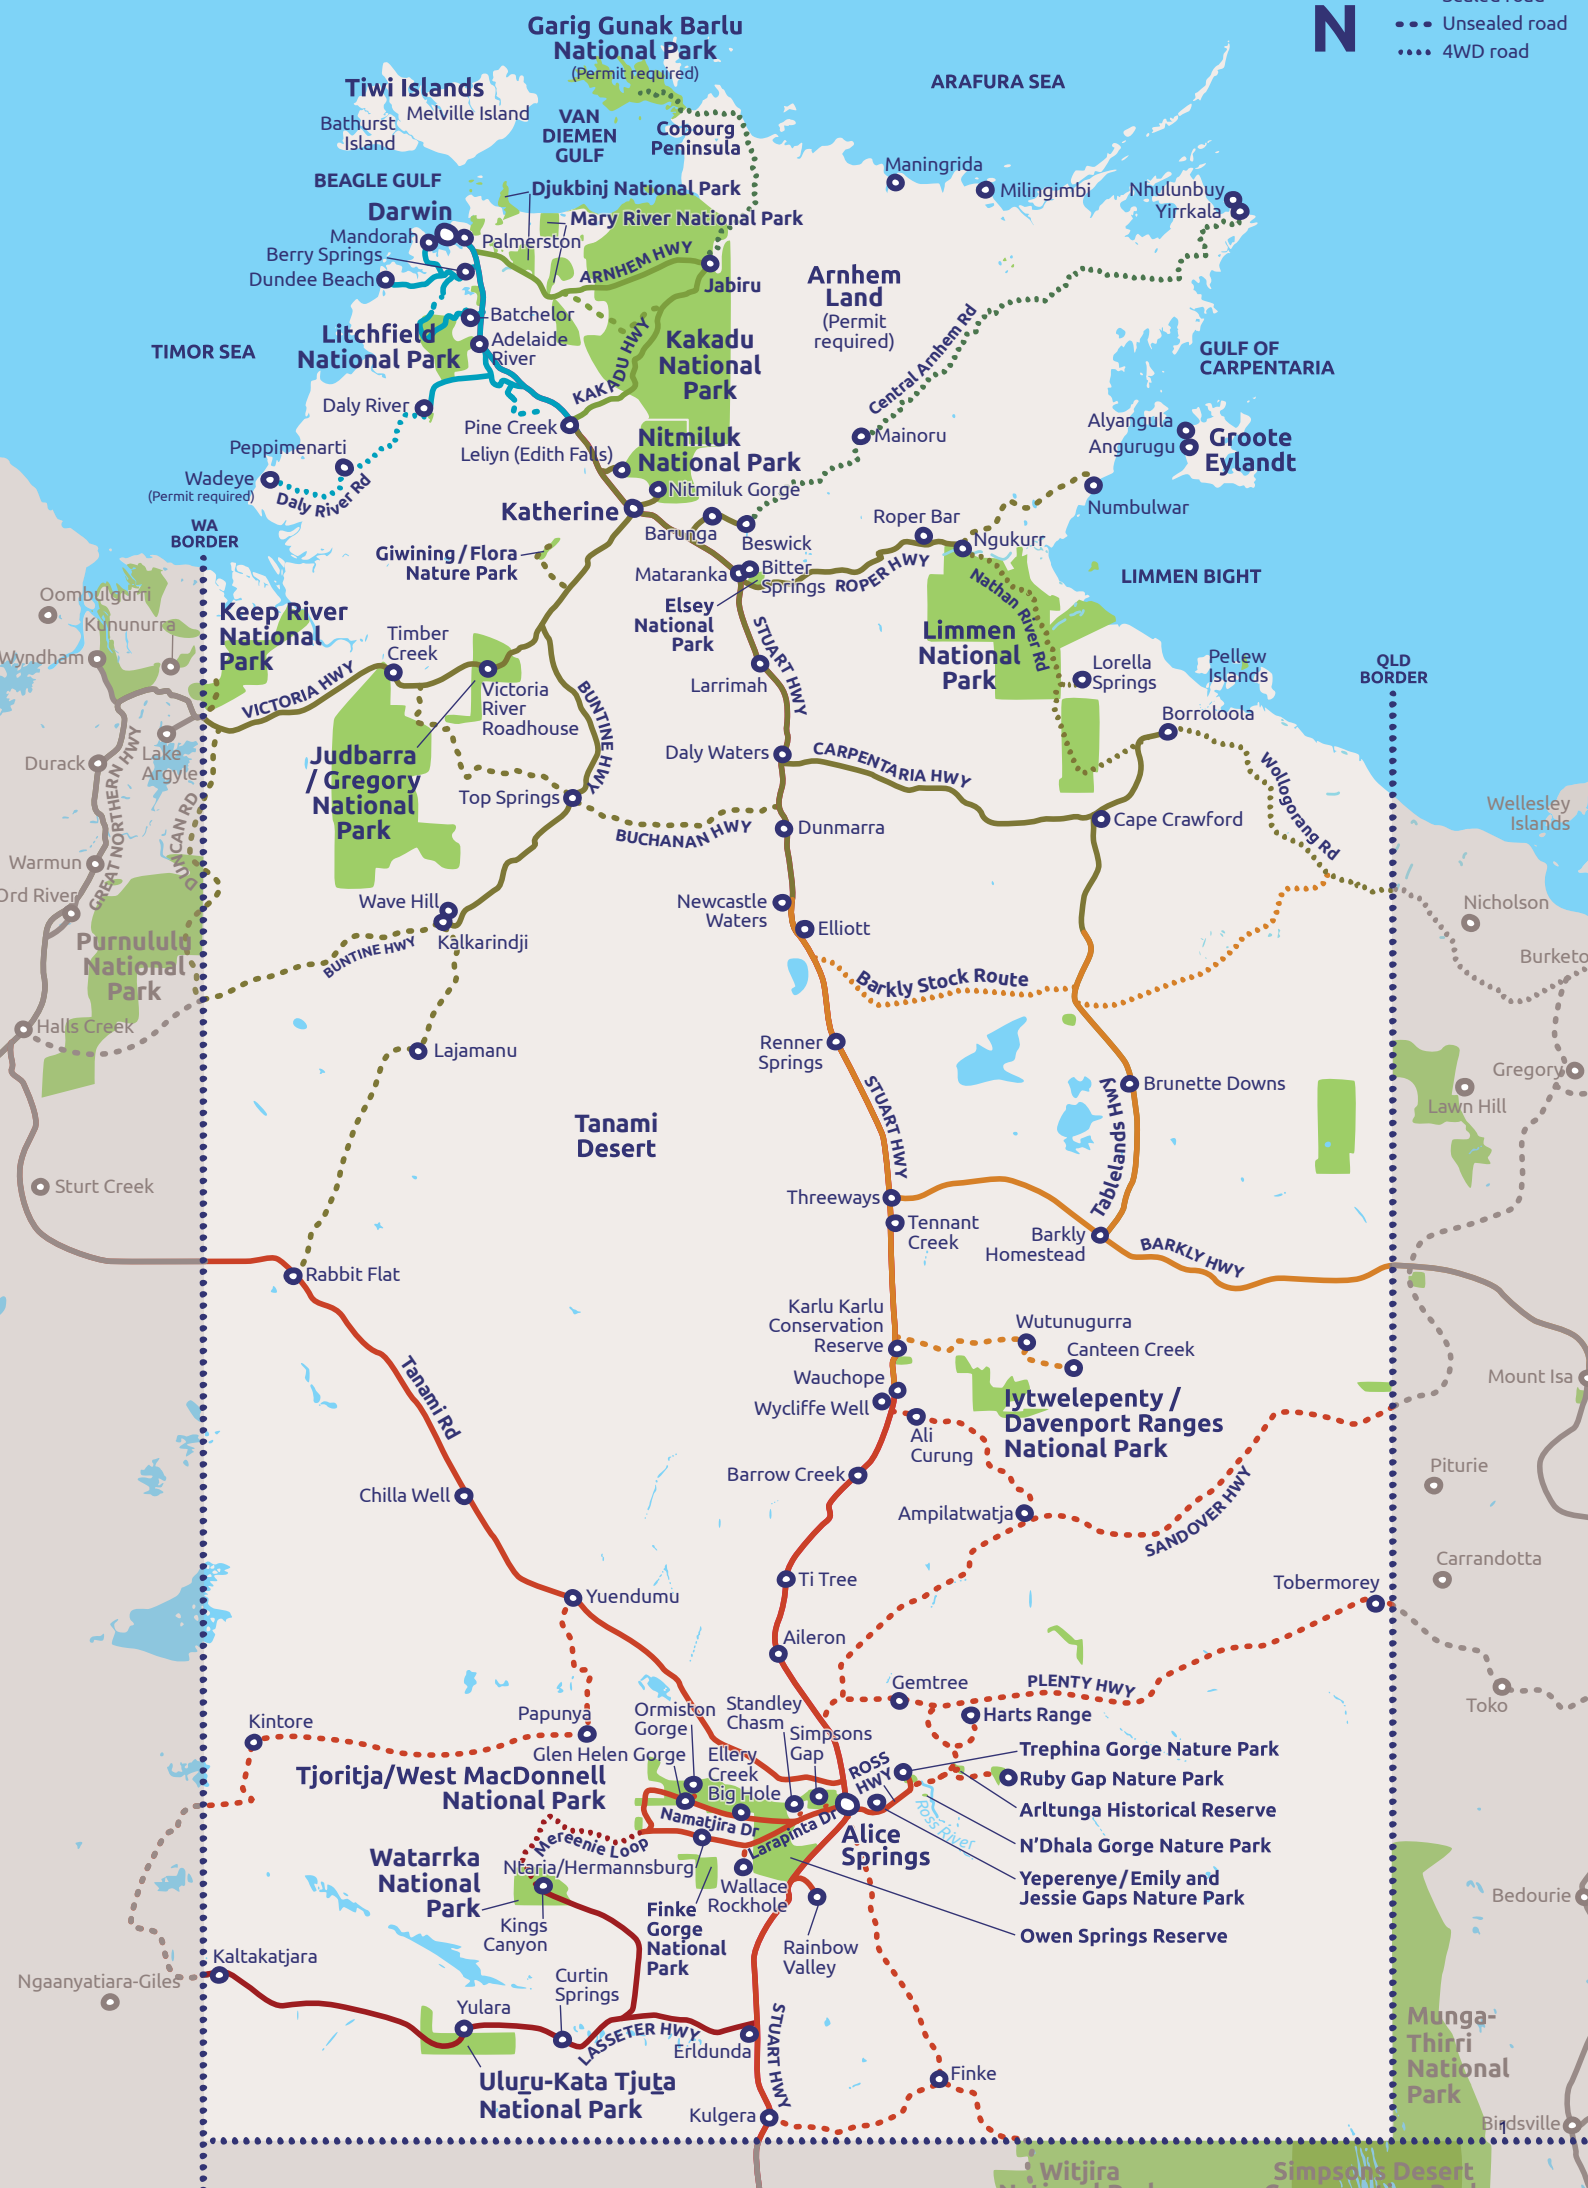 Garig Gunak Barlu
National Park
(Permit required)
N
Unsealed road
4WD road
Tiwi Islands
Melville Island
Bathurst
Island
VAN
DIEMEN
GULF
Cobourg
Peninsula
ARAFURA SEA
BEAGLE GULF
Djukbinj National Park
Maningrida
Milingimbi
Nhulunbuy
Yirrkala
Darwin
Mary River National Park
Mandorah
Palmerston
Berry Springs
Dundee Beach
ARNHEM HWY
Jabiru
Arnhem
Land
(Permit
required)
Batchelor
Litchfield
National Park
Adelaide
River
TIMOR SEA
KAKADU HWY
Kakadu
National
Park
Central Arnhem Rd
GULF OF
CARPENTARIA
Daly River
Pine Creek
Alyangula
Angurugu
Groote
Eylandt
Peppimenarti
Leliyn (Edith Falls)
Nitmiluk
National Park
Mainoru
Wadeye
(Permit required)
Daly River Rd
Nitmiluk Gorge
Numbulwar
WA
BORDER
Katherine
Barunga
Beswick
Roper Bar
Ngukurr
Giwining/Flora
Nature Park
Mataranka
Bitter
Springs
ROPER HWY
Nathan River Rd
LIMMEN BIGHT
Oombulgurri
Kununurra
Wyndham
Keep River
National
Park
Timber
Creek
Elsey
National
Park
STUART HWY
Limmen
National
Park
Lorella
Springs
Pellew
Islands
QLD
BORDER
VICTORIA HWY
Victoria
River
Roadhouse
BUNTINE HWY
Larrimah
Borroloola
Durack
Lake
Argyle
GREAT NORTHERN HWY
DUNCAN RD
Judbarra
/ Gregory
National
Park
Daly Waters
CARPENTARIA HWY
Wollogorang Rd
Top Springs
BUCHANAN HWY
Dunmarra
Cape Crawford
Wellesley
Islands
Warmun
Ord River
Wave Hill
Kalkarindji
BUNTINE HWY
Newcastle
Waters
Elliott
Nicholson
Purnululu
National
Park
Burketo
Barkly Stock Route
Halls Creek
Lajamanu
Renner
Springs
STUART HWY
Brunette Downs
Tablelands Hwy
Gregory
Lawn Hill
Tanami
Desert
Sturt Creek
Threeways
Tennant
Creek
Barkly
Homestead
BARKLY HWY
Rabbit Flat
Karlu Karlu
Conservation
Reserve
Wutunugurra
Canteen Creek
Tanami Rd
Wauchope
Wycliffe Well
Iytwelepenty /
Davenport Ranges
National Park
Mount Isa
Ali
Curung
Barrow Creek
Piturie
Chilla Well
Ampilatwatja
SANDOVER HWY
Carrandotta
Ti Tree
Tobermorey
Yuendumu
Aileron
Gemtree
PLENTY HWY
Harts Range
Toko
Kintore
Papunya
Ormiston
Gorge
Standley
Chasm
Simpsons
Gap
Glen Helen Gorge
Ellery
Creek
Big Hole
ROSS
HWY
Trephina Gorge Nature Park
Tjoritja/West MacDonnell
National Park
Ruby Gap Nature Park
Arltunga Historical Reserve
Namatjira Dr
Larapinta Dr
Ross River
Mereenie Loop
Alice
Springs
N'Dhala Gorge Nature Park
Watarrka
National
Park
Ntaria/Hermannsburg
Yeperenye/Emily and
Jessie Gaps Nature Park
Wallace
Rockhole
Bedourie
Kings
Canyon
Finke
Gorge
National
Park
Rainbow
Valley
Owen Springs Reserve
Kaltakatjara
Ngaanyatiara-Giles
Curtin
Springs
Yulara
LASSETER HWY
Erldunda
STUART HWY
Munga-
Thirri
National
Park
Uluru-Kata Tjuta
National Park
Finke
Kulgera
Birdsville
1
Witjira
Simpsons Desert